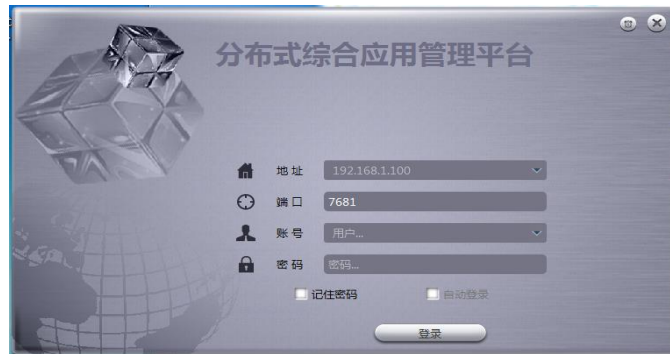 分布式综合应用管理平台
地址 192.168.1.100
端口 7681
账号 用户...
密码 密码...
记住密码 自动登录
登录